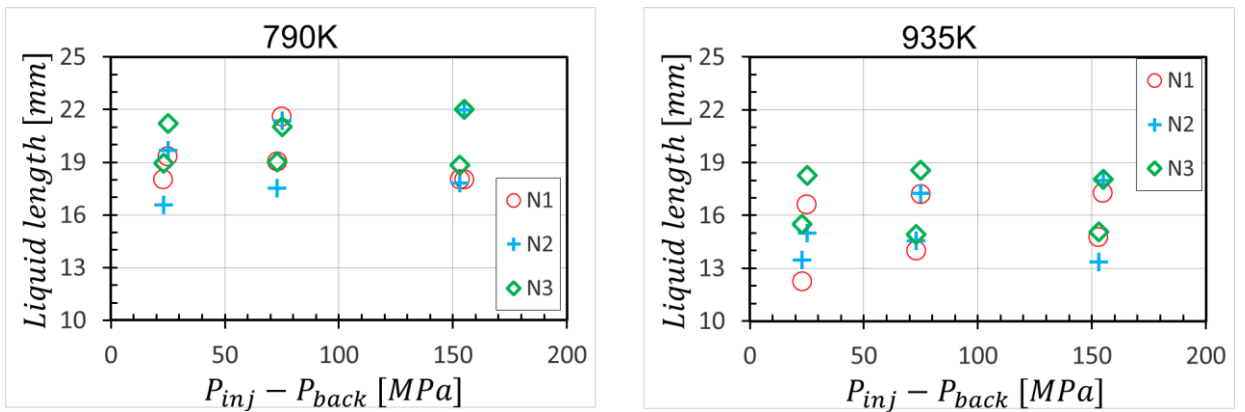 790K
Liquid length [mm]
25
22
19
16
13
10
0 50 100 150 200
P_inj − P_back [MPa]
N1
N2
N3
935K
Liquid length [mm]
25
22
19
16
13
10
0 50 100 150 200
P_inj − P_back [MPa]
N1
N2
N3